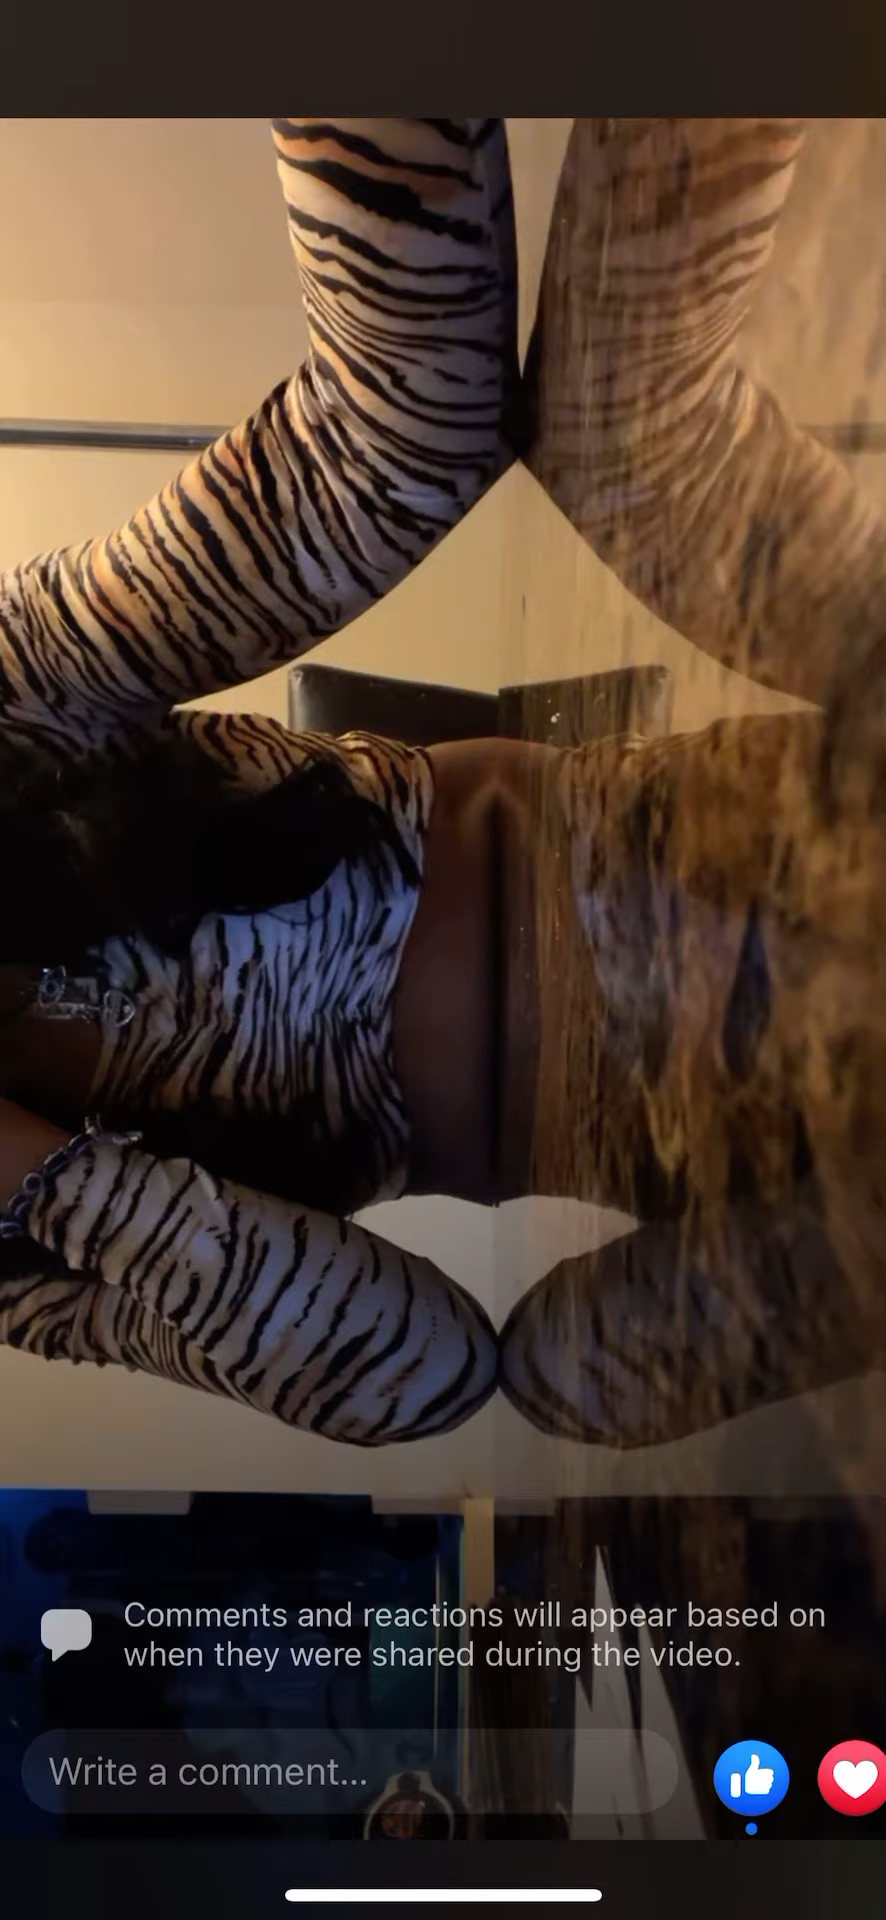 Comments and reactions will appear based on
when they were shared during the video.
Write a comment...